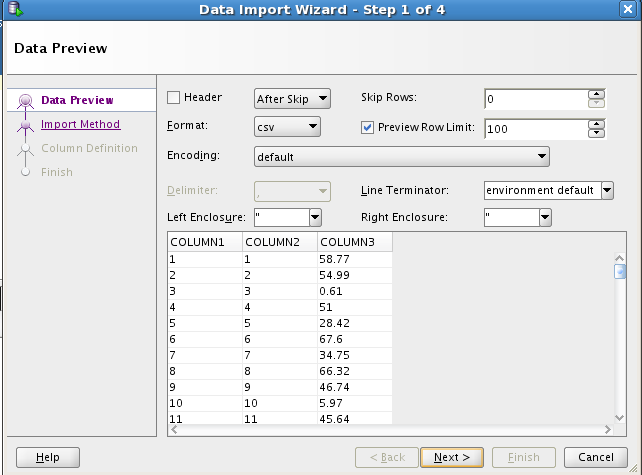 Data Import Wizard - Step 1 of 4
Data Preview
Data Preview
Import Method
Column Definition
Finish
Header After Skip Skip Rows: 0
Format: csv Preview Row Limit: 100
Encoding: default
Delimiter: , Line Terminator: environment default
Left Enclosure: " Right Enclosure: "
COLUMN1 COLUMN2 COLUMN3
1 1 58.77
2 2 54.99
3 3 0.61
4 4 51
5 5 28.42
6 6 67.6
7 7 34.75
8 8 66.32
9 9 46.74
10 10 5.97
11 11 45.64
Help < Back Next > Finish Cancel